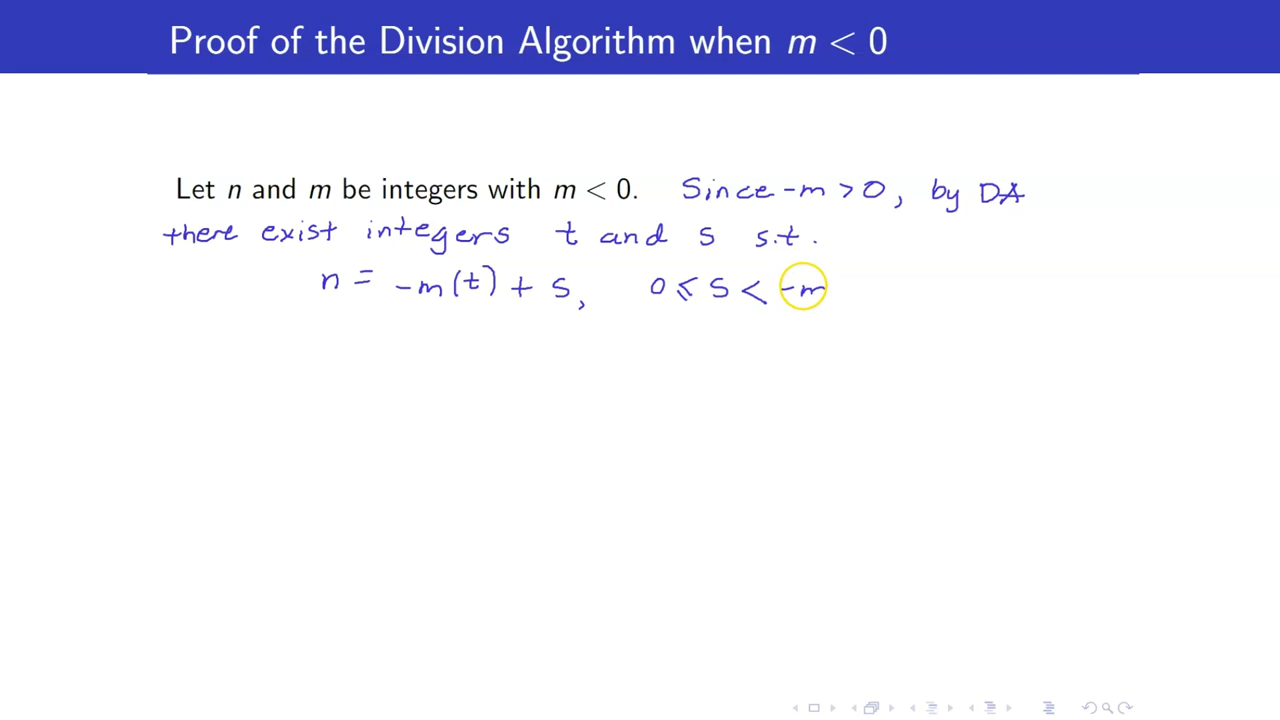 Proof of the Division Algorithm when m < 0
Let n and m be integers with m < 0. Since -m > 0, by DA
there exist integers t and s s.t.
n = -m(t) + s, 0 ≤ s < -m